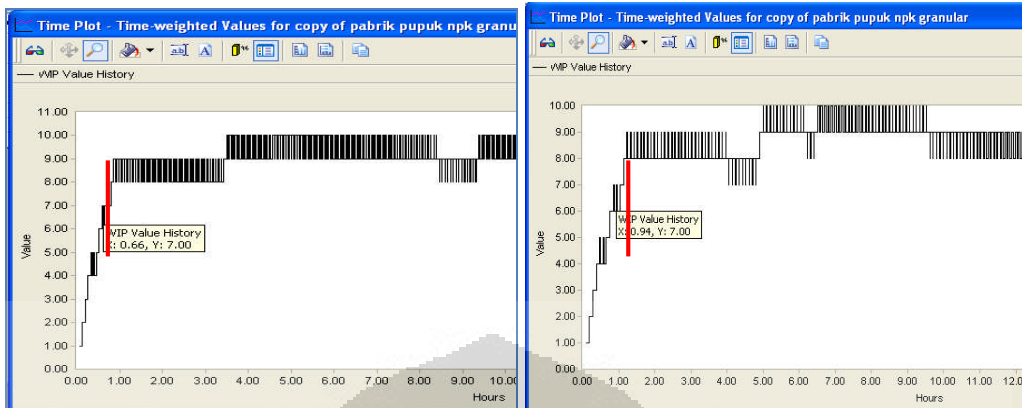 Time Plot - Time-weighted Values for copy of pabrik pupuk npk granu
WIP Value History
11.00
10.00
9.00
8.00
7.00
6.00
5.00
4.00
3.00
2.00
1.00
0.00
Value
WIP Value History
X: 0.66, Y: 7.00
0.00 1.00 2.00 3.00 4.00 5.00 6.00 7.00 8.00 9.00 10.00
Hours
Time Plot - Time-weighted Values for copy of pabrik pupuk npk granular
WIP Value History
10.00
9.00
8.00
7.00
6.00
5.00
4.00
3.00
2.00
1.00
0.00
Value
WIP Value History
X: 0.94, Y: 7.00
0.00 1.00 2.00 3.00 4.00 5.00 6.00 7.00 8.00 9.00 10.00 11.00 12.0
Hours